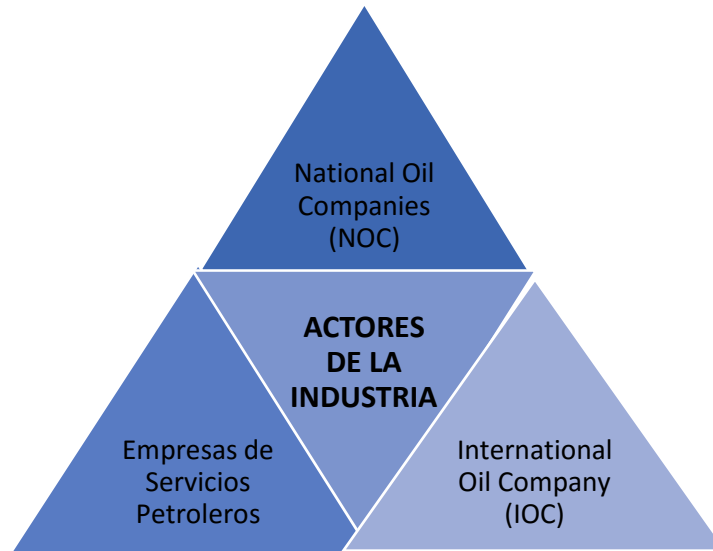 National Oil
Companies
(NOC)
ACTORES
DE LA
INDUSTRIA
Empresas de
Servicios
Petroleros
International
Oil Company
(IOC)